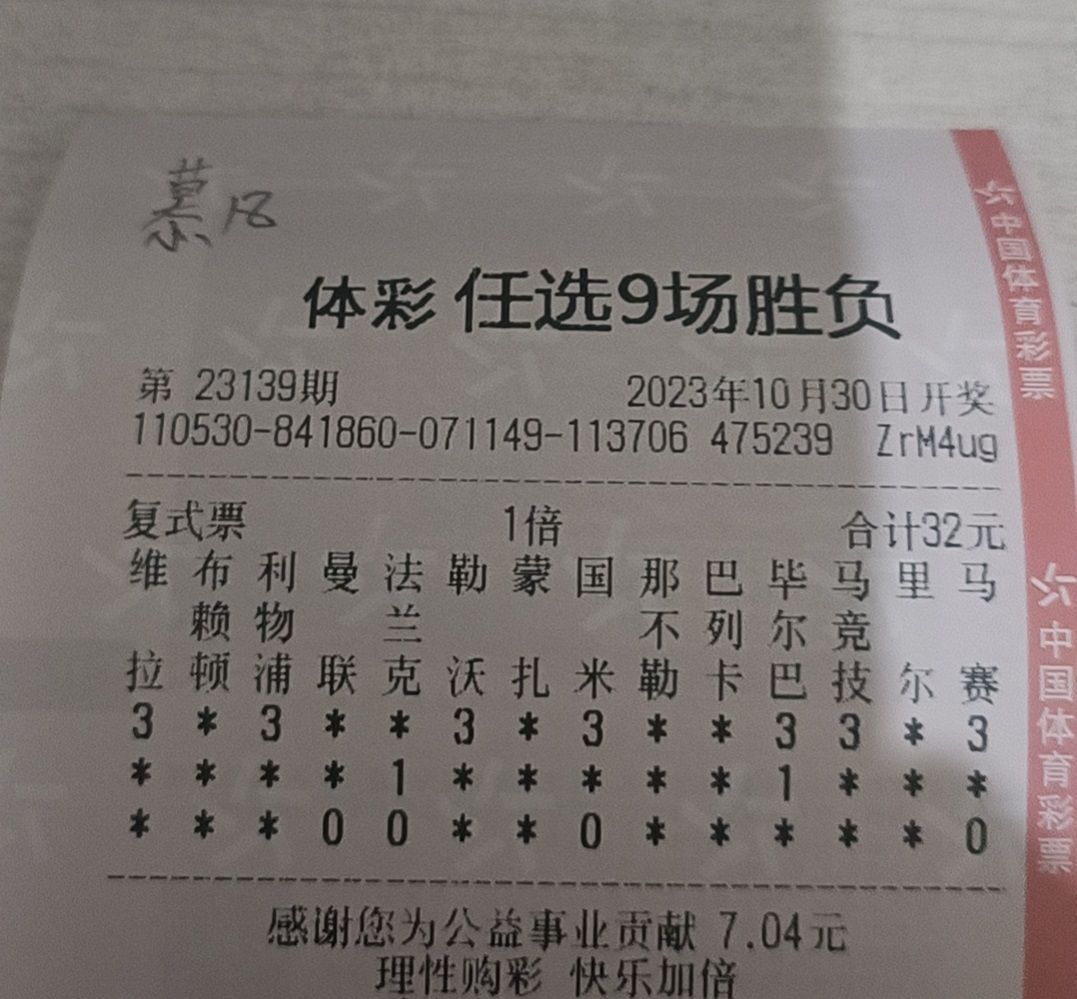 慕风
体彩 任选9场胜负
第 23139期 2023年10月30日开奖
110530-841860-071149-113706 475239 ZrM4ug
复式票 1倍 合计32元
维 布 利 曼 法 勒 蒙 国 那 巴 毕 马 里 马
赖 物 兰 不 列 尔 竞
拉 顿 浦 联 克 沃 扎 米 勒 卡 巴 技 尔 赛
3 * 3 * * 3 * 3 * * 3 3 * 3
* * * * 1 * * * * * 1 * * *
* * * 0 0 * * 0 * * * * * 0
感谢您为公益事业贡献 7.04元
理性购彩 快乐加倍
中国体育彩票
中国体育彩票